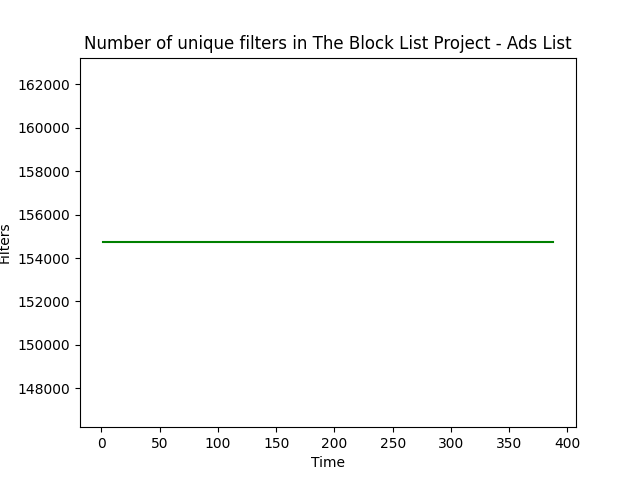 Number of unique filters in The Block List Project - Ads List
162000
160000
158000
156000
154000
152000
150000
148000
Filters
0 50 100 150 200 250 300 350 400
Time